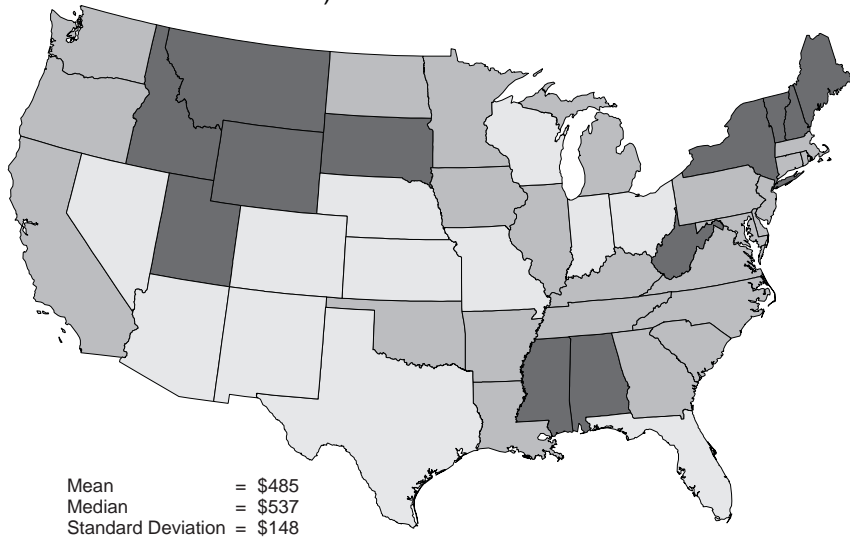 Mean = $485
Median = $537
Standard Deviation = $148